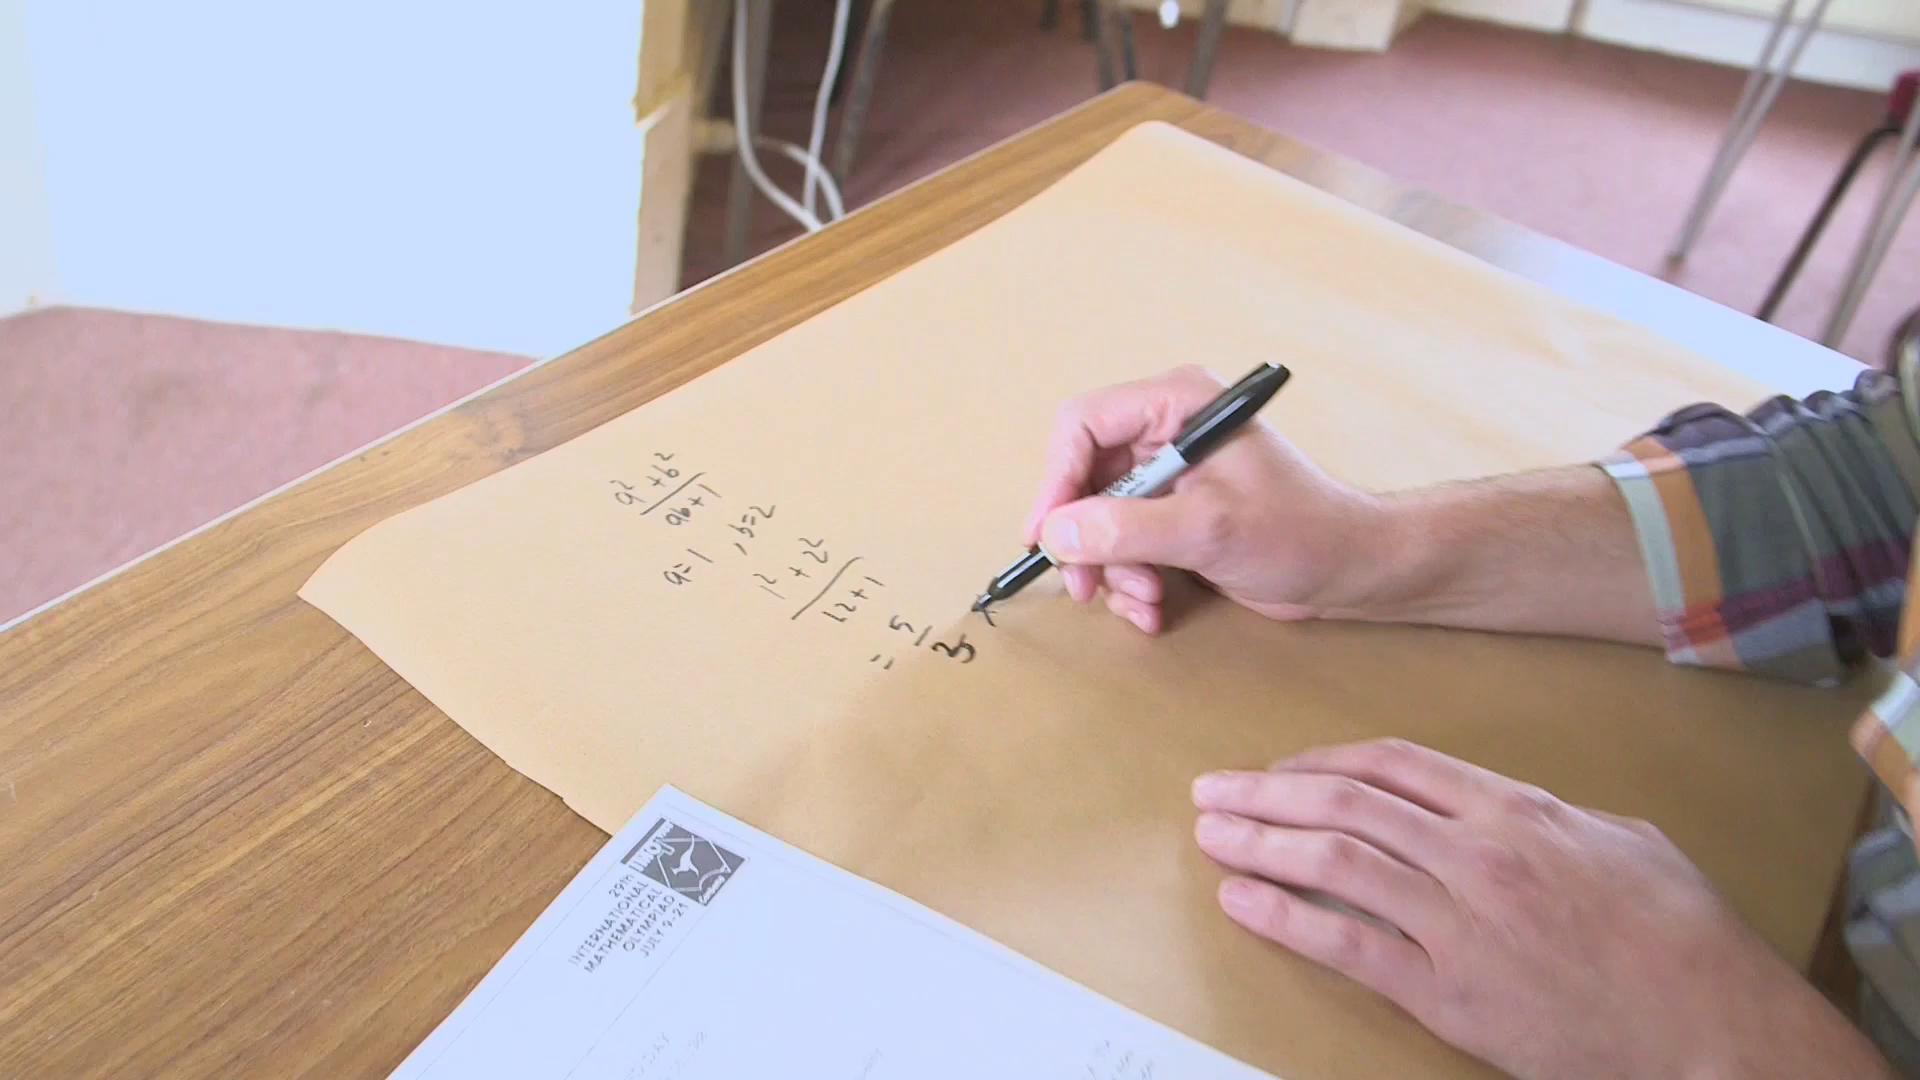 a² + b²
ab + 1
a = 1 , b = 2
1² + 2²
1.2 + 1
= 5
3
x
IMO
29th
INTERNATIONAL
MATHEMATICAL
OLYMPIAD
JULY 9-21